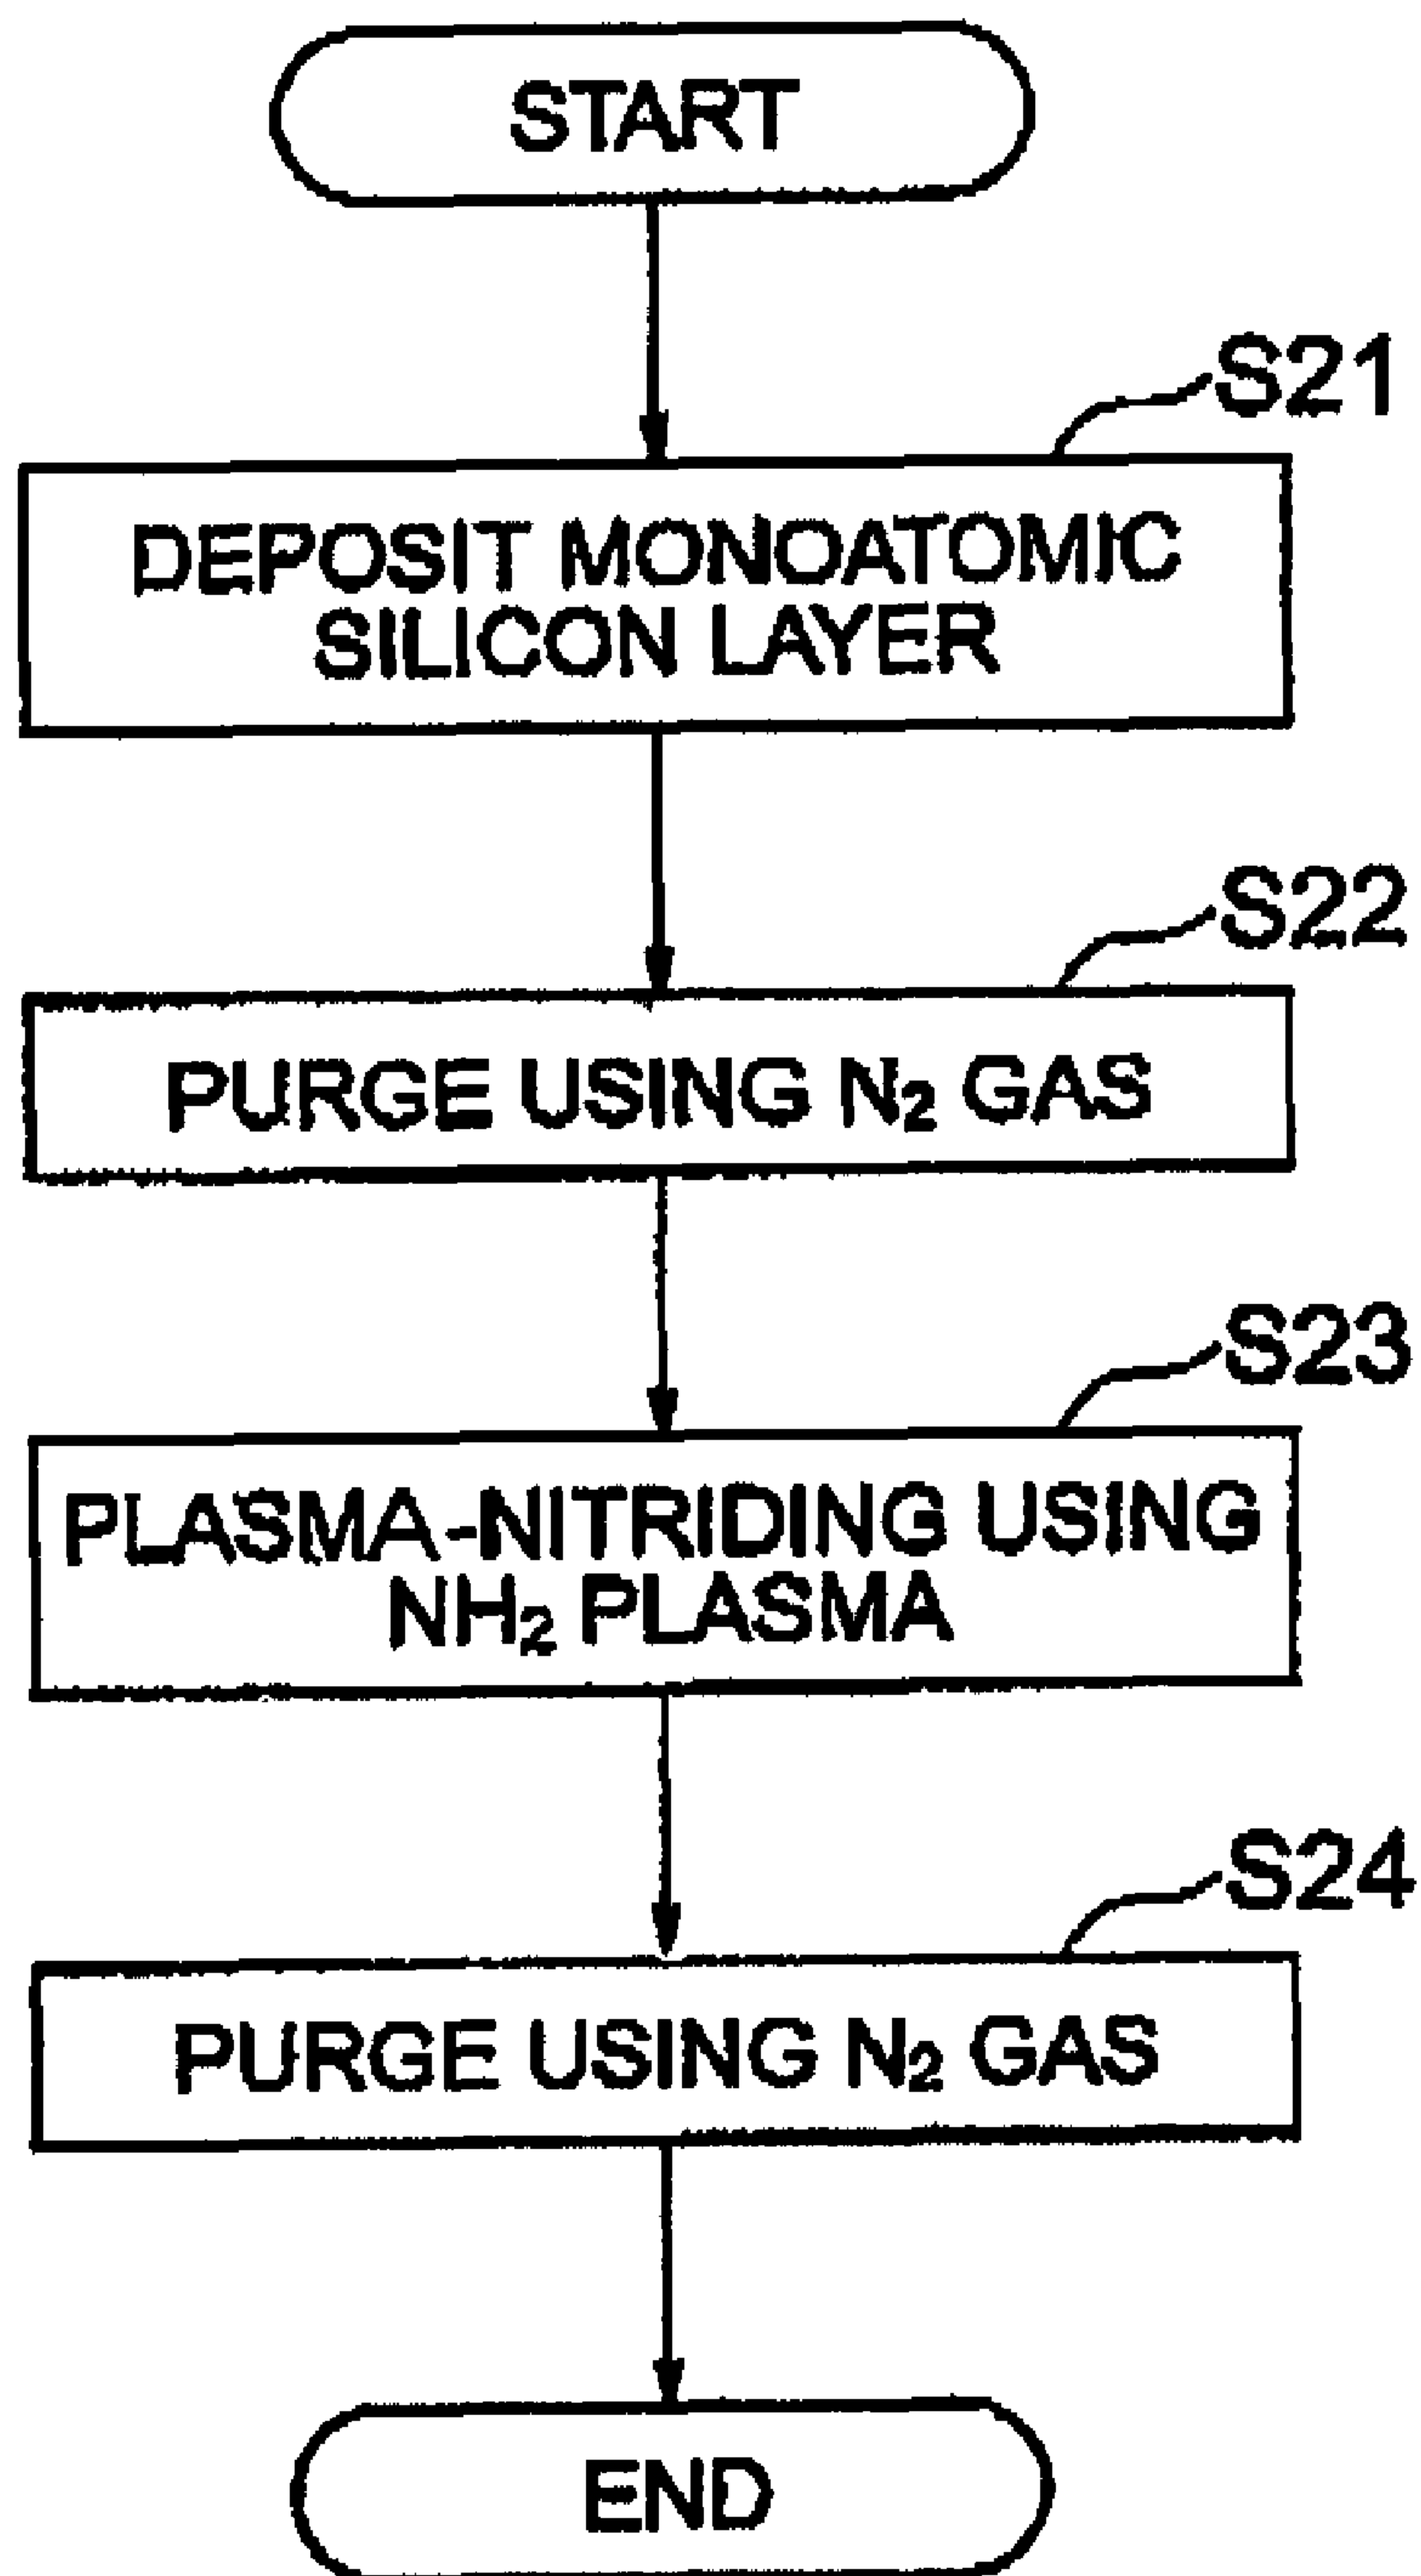 START
S21
DEPOSIT MONOATOMIC
SILICON LAYER
S22
PURGE USING N₂ GAS
S23
PLASMA-NITRIDING USING
NH₂ PLASMA
S24
PURGE USING N₂ GAS
END